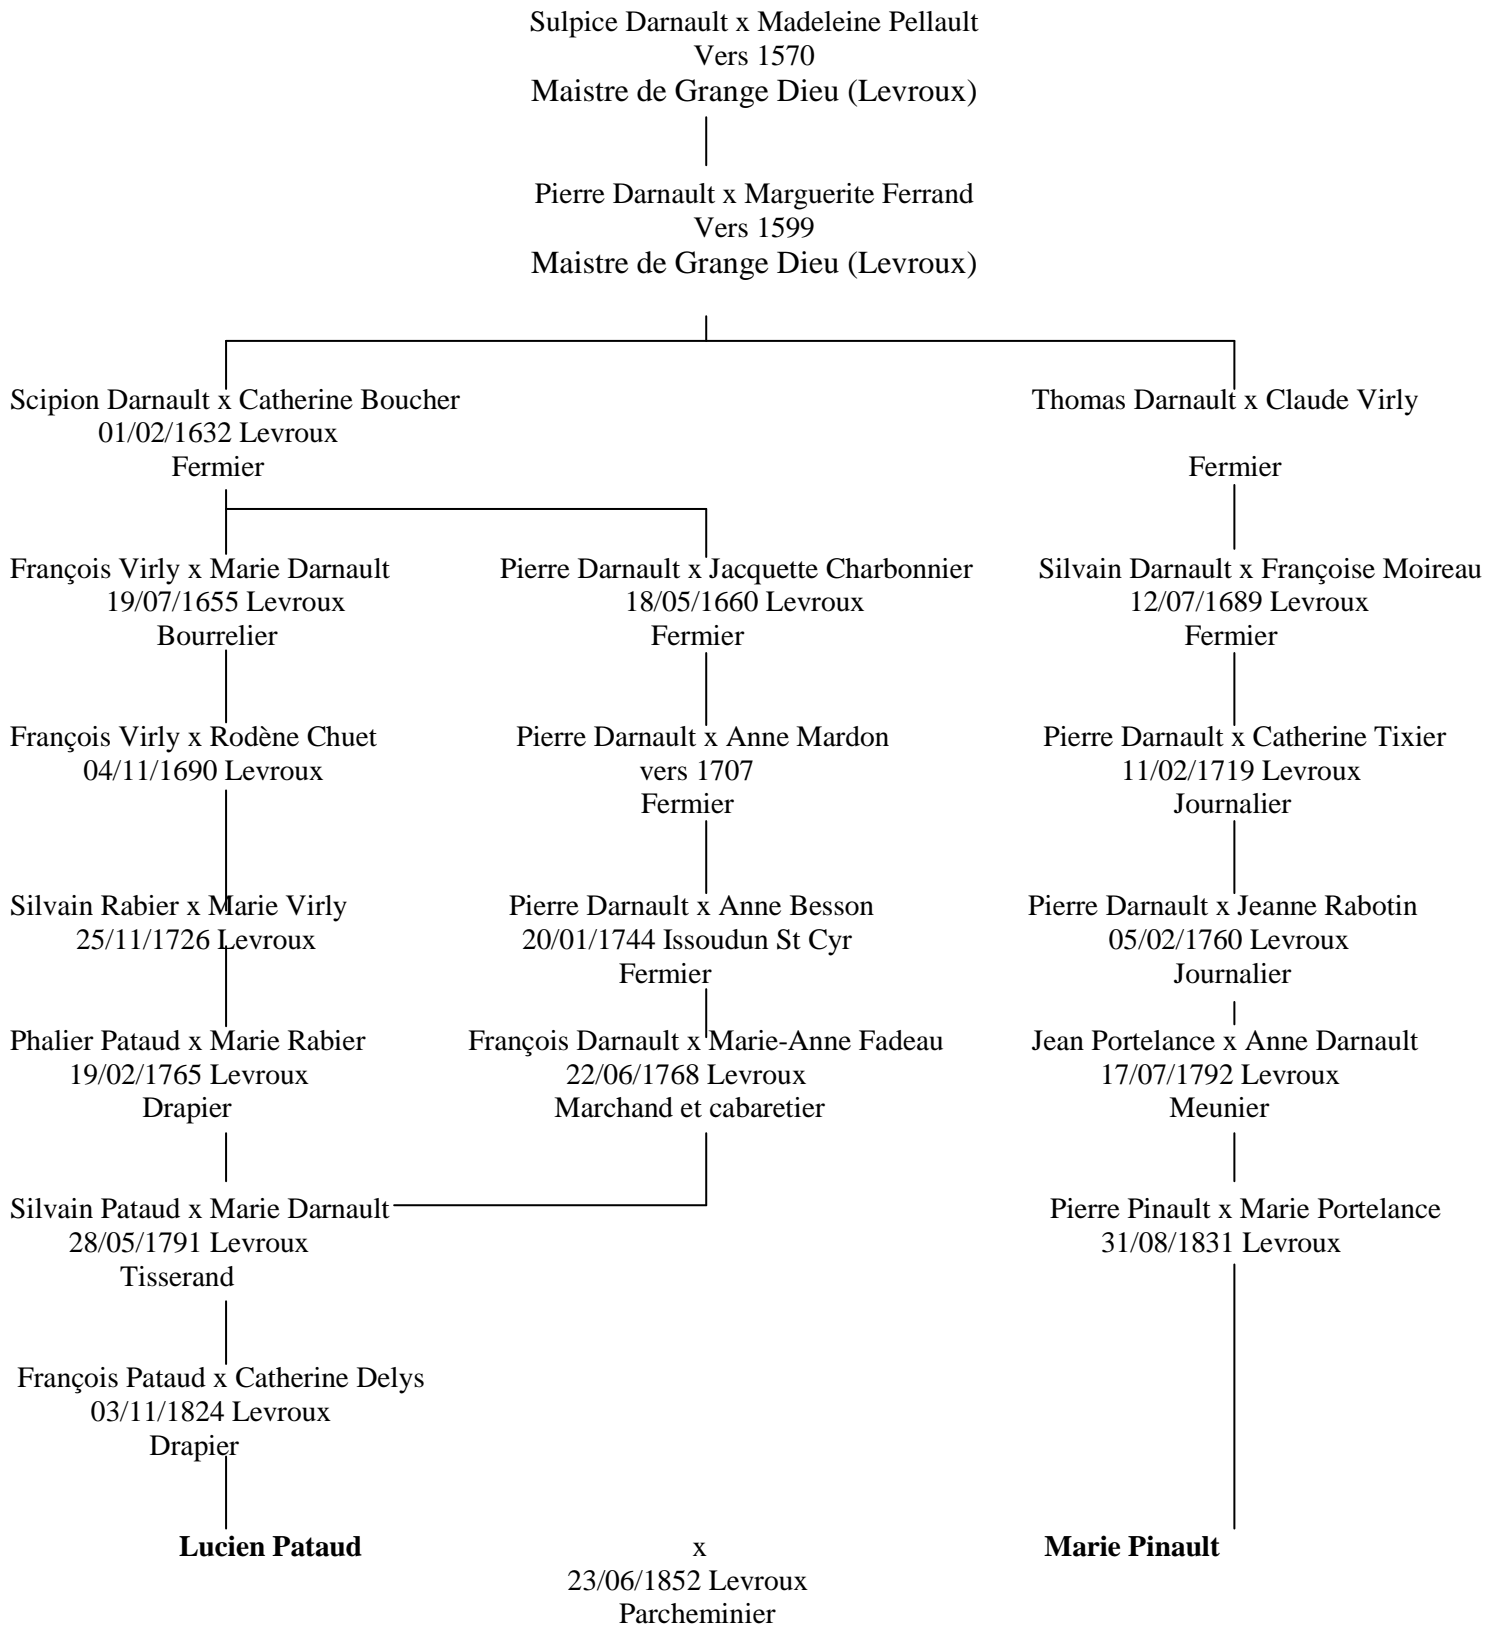 Sulpice Darnault x Madeleine Pellault
Vers 1570
Maistre de Grange Dieu (Levroux)
Pierre Darnault x Marguerite Ferrand
Vers 1599
Maistre de Grange Dieu (Levroux)
Scipion Darnault x Catherine Boucher
01/02/1632 Levroux
Fermier
Thomas Darnault x Claude Virly
Fermier
François Virly x Marie Darnault
19/07/1655 Levroux
Bourrelier
Pierre Darnault x Jacquette Charbonnier
18/05/1660 Levroux
Fermier
Silvain Darnault x Françoise Moireau
12/07/1689 Levroux
Fermier
François Virly x Rodène Chuet
04/11/1690 Levroux
Pierre Darnault x Anne Mardon
vers 1707
Fermier
Pierre Darnault x Catherine Tixier
11/02/1719 Levroux
Journalier
Silvain Rabier x Marie Virly
25/11/1726 Levroux
Pierre Darnault x Anne Besson
20/01/1744 Issoudun St Cyr
Fermier
Pierre Darnault x Jeanne Rabotin
05/02/1760 Levroux
Journalier
Phalier Pataud x Marie Rabier
19/02/1765 Levroux
Drapier
François Darnault x Marie-Anne Fadeau
22/06/1768 Levroux
Marchand et cabaretier
Jean Portelance x Anne Darnault
17/07/1792 Levroux
Meunier
Silvain Pataud x Marie Darnault
28/05/1791 Levroux
Tisserand
Pierre Pinault x Marie Portelance
31/08/1831 Levroux
François Pataud x Catherine Delys
03/11/1824 Levroux
Drapier
Lucien Pataud x Marie Pinault
23/06/1852 Levroux
Parcheminier